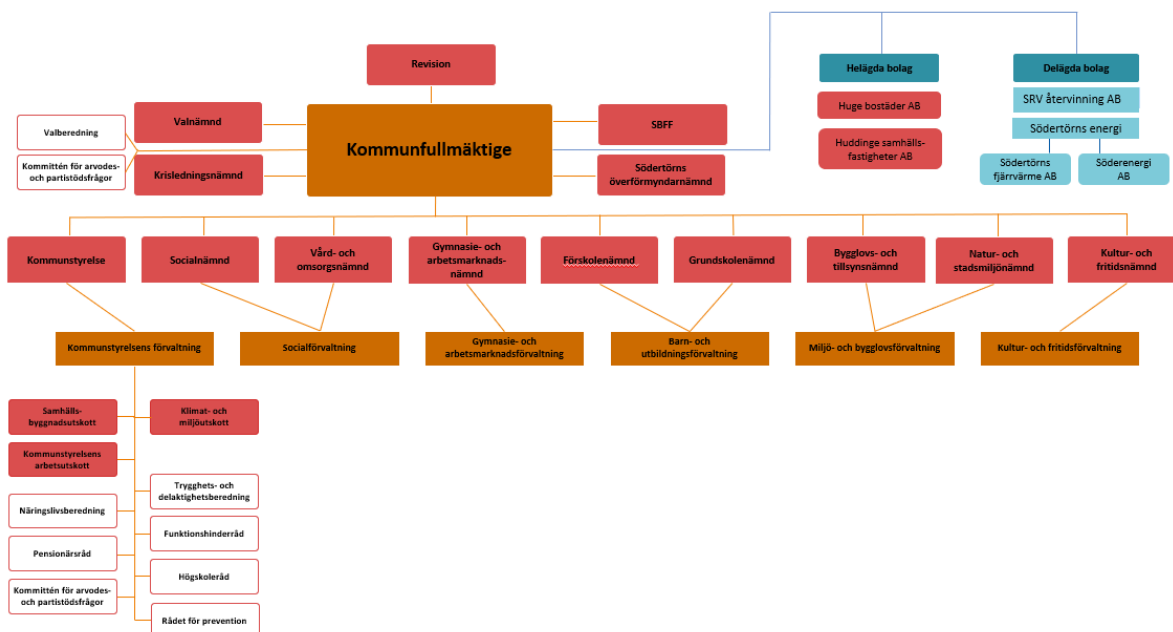 Revision
Helägda bolag
Delägda bolag
Valnämnd
SBFF
Huge bostäder AB
SRV återvinning AB
Valberedning
Kommunfullmäktige
Södertörns energi
Kommittén för arvodes-
och partistödsfrågor
Krisledningsnämnd
Södertörns
överförmyndarnämnd
Huddinge samhälls-
fastigheter AB
Södertörns
fjärrvärme AB
Söderenergi
AB
Kommunstyrelse
Socialnämnd
Vård- och
omsorgsnämnd
Gymnasie- och
arbetsmarknads-
nämnd
Förskolenämnd
Grundskolenämnd
Bygglovs- och
tillsynsnämnd
Natur- och
stadsmiljönämnd
Kultur- och
fritidsnämnd
Kommunstyrelsens förvaltning
Socialförvaltning
Gymnasie- och
arbetsmarknadsförvaltning
Barn- och
utbildningsförvaltning
Miljö- och bygglovsförvaltning
Kultur- och fritidsförvaltning
Samhälls-
byggnadsutskott
Klimat- och
miljöutskott
Kommunstyrelsens
arbetsutskott
Trygghets- och
delaktighetsberedning
Näringslivsberedning
Funktionshinderråd
Pensionärsråd
Högskoleråd
Kommittén för arvodes-
och partistödsfrågor
Rådet för prevention